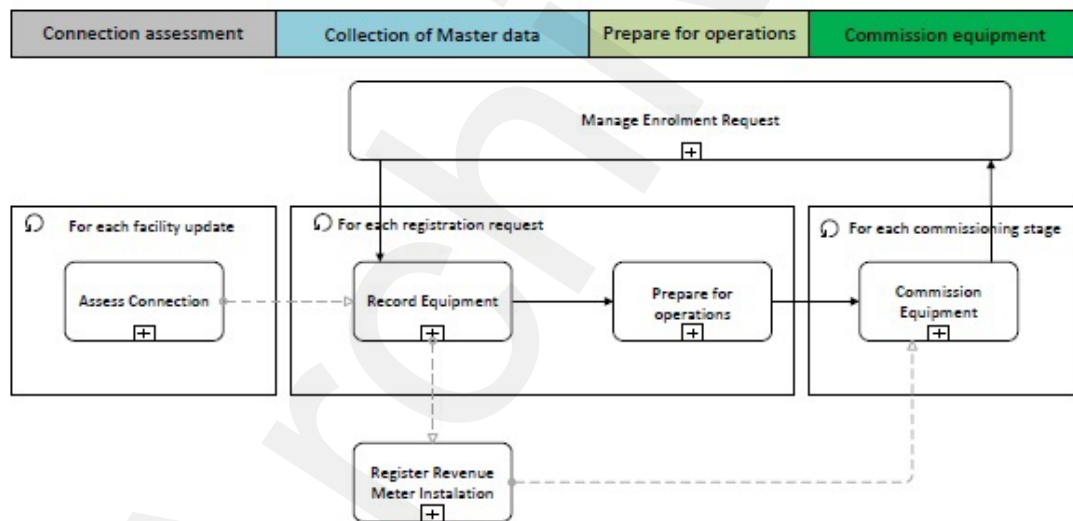 Connection assessment
Collection of Master data
Prepare for operations
Commission equipment
Manage Enrolment Request
For each facility update
For each registration request
For each commissioning stage
Assess Connection
Record Equipment
Prepare for
operations
Commission
Equipment
Register Revenue
Meter Instalation